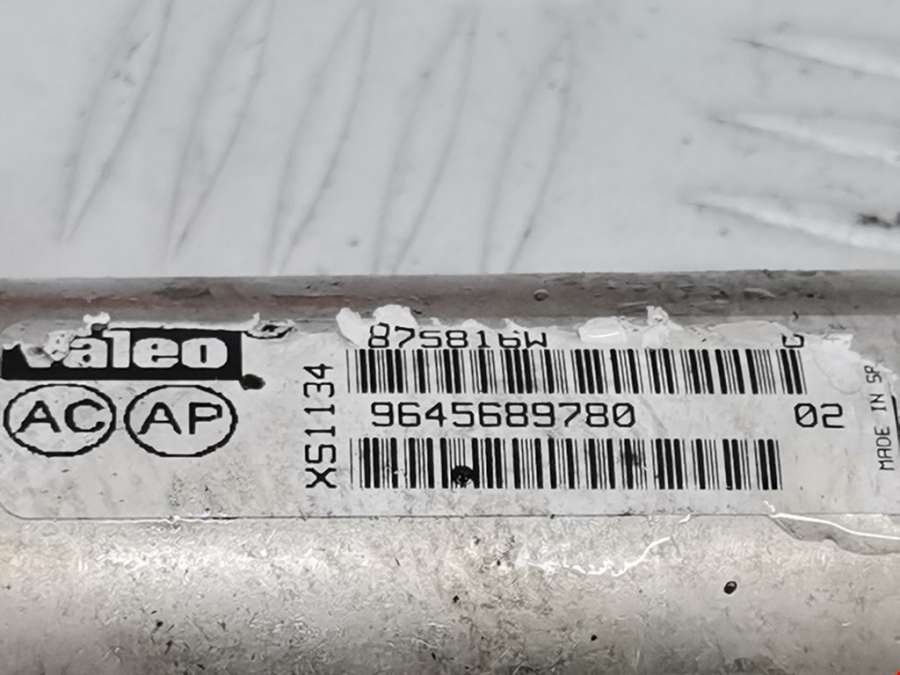 Valeo
AC AP
XS1134
875816W
9645689780 02
MADE IN SP